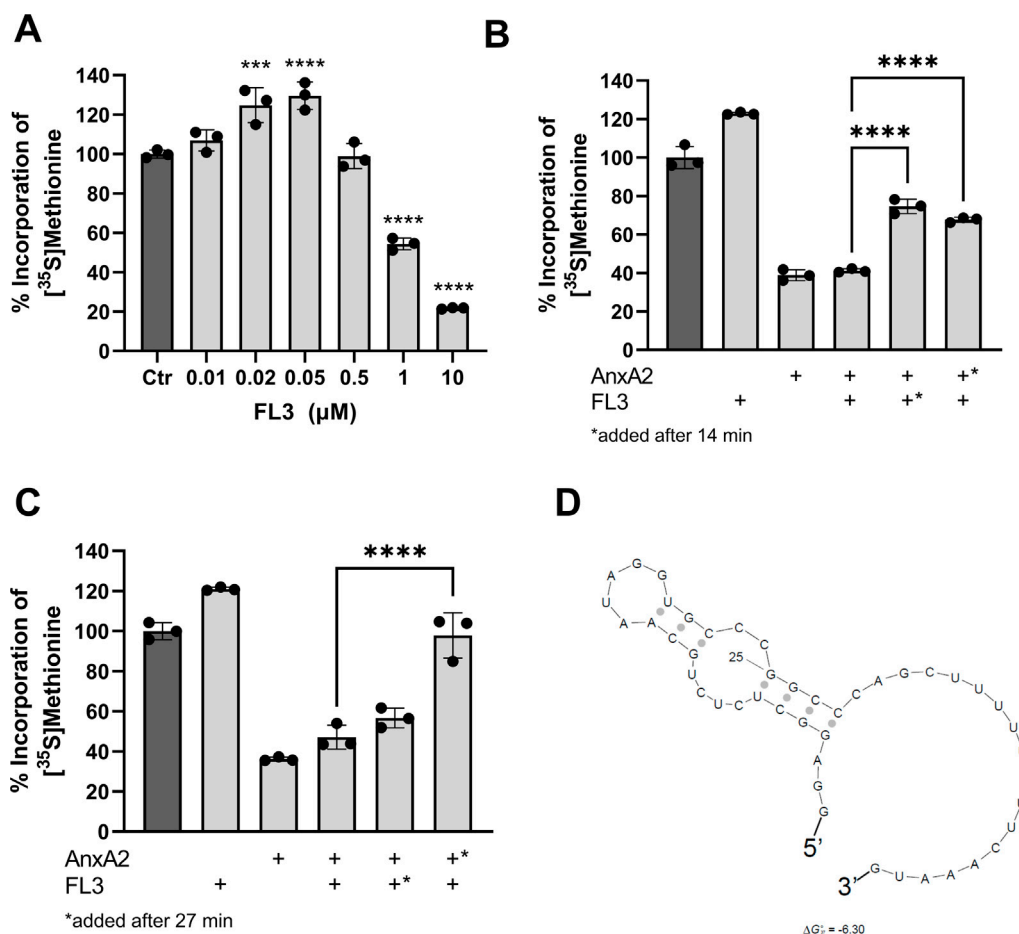 A
% Incorporation of
[³⁵S]Methionine
140
120
100
80
60
40
20
0
*** ****
****
****
Ctr 0.01 0.02 0.05 0.5 1 10
FL3 (µM)
B
% Incorporation of
[³⁵S]Methionine
140
120
100
80
60
40
20
0
****
****
AnxA2 + + + +*
FL3 + + +* +
*added after 14 min
C
% Incorporation of
[³⁵S]Methionine
140
120
100
80
60
40
20
0
****
AnxA2 + + + +*
FL3 + + +* +
*added after 27 min
D
5’
GGAGGCUCUCUGCAAUAGGUGCCCGGCCCAGCUUUU
25
UCAAAUG
3’
ΔG = -6.30